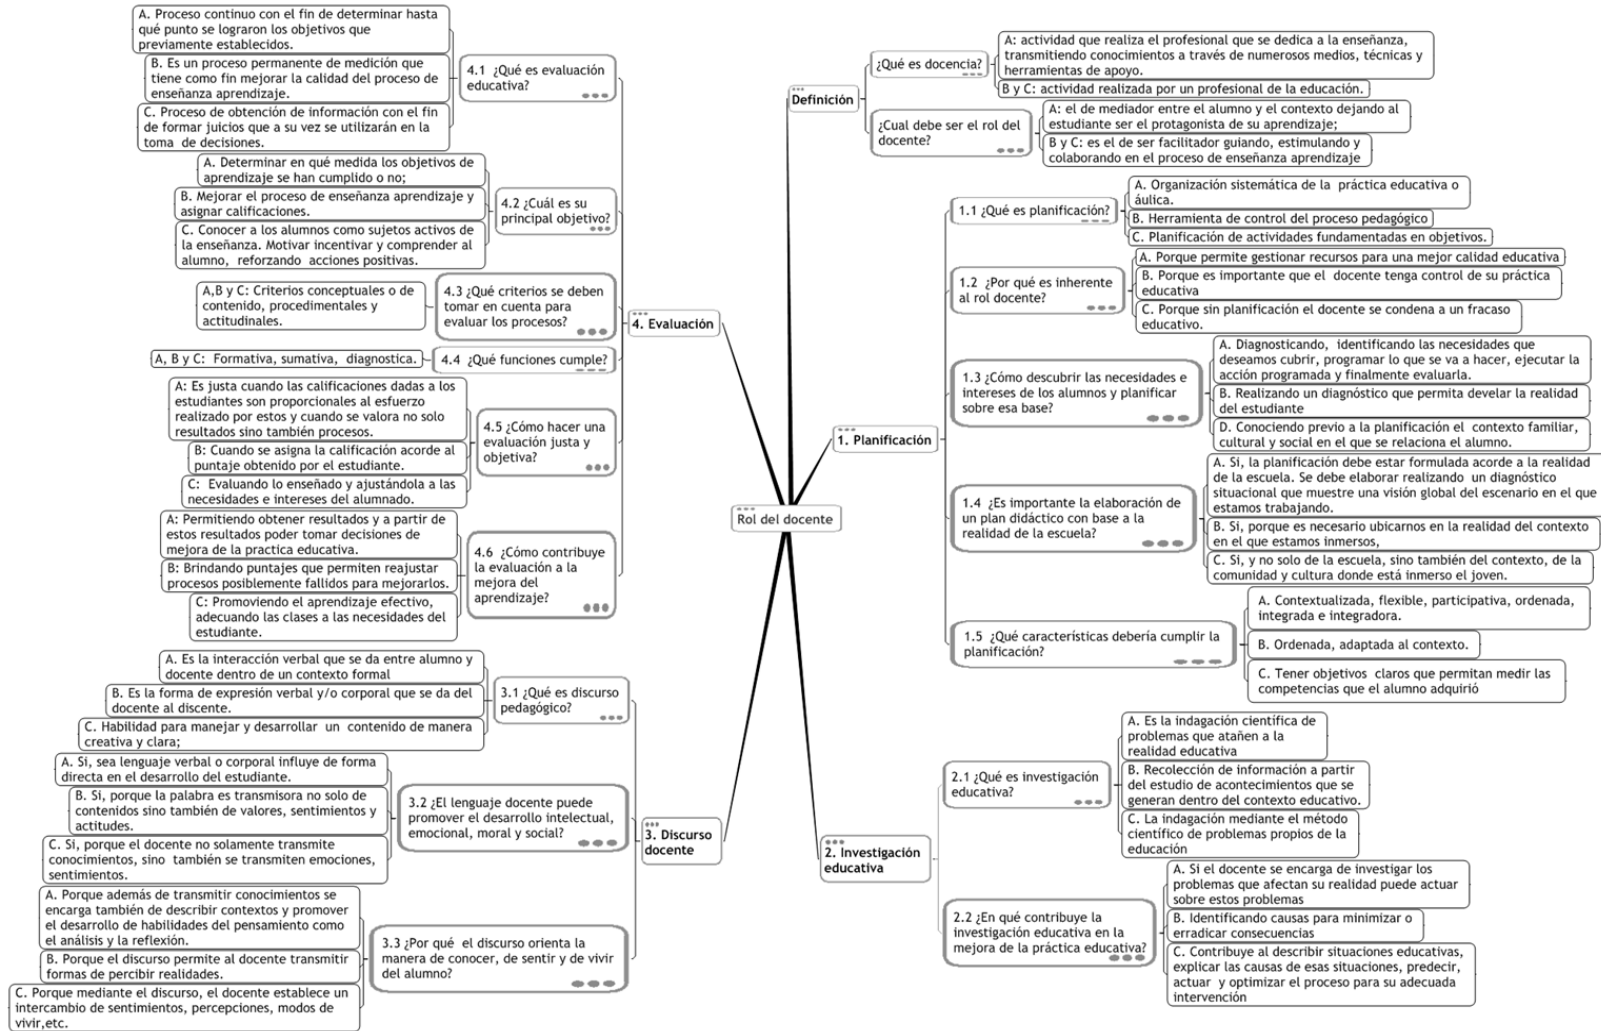 Rol del docente
Definición
¿Qué es docencia?
A: actividad que realiza el profesional que se dedica a la enseñanza,
transmitiendo conocimientos a través de numerosos medios, técnicas y
herramientas de apoyo.
B y C: actividad realizada por un profesional de la educación.
¿Cual debe ser el rol del
docente?
A: el de mediador entre el alumno y el contexto dejando al
estudiante ser el protagonista de su aprendizaje;
B y C: es el de ser facilitador guiando, estimulando y
colaborando en el proceso de enseñanza aprendizaje
1. Planificación
1.1 ¿Qué es planificación?
A. Organización sistemática de la práctica educativa o
áulica.
B. Herramienta de control del proceso pedagógico
C. Planificación de actividades fundamentadas en objetivos.
1.2 ¿Por qué es inherente
al rol docente?
A. Porque permite gestionar recursos para una mejor calidad educativa
B. Porque es importante que el docente tenga control de su práctica
educativa
C. Porque sin planificación el docente se condena a un fracaso
educativo.
1.3 ¿Cómo descubrir las necesidades e
intereses de los alumnos y planificar
sobre esa base?
A. Diagnosticando, identificando las necesidades que
deseamos cubrir, programar lo que se va a hacer, ejecutar la
acción programada y finalmente evaluarla.
B. Realizando un diagnóstico que permita develar la realidad
del estudiante
D. Conociendo previo a la planificación el contexto familiar,
cultural y social en el que se relaciona el alumno.
1.4 ¿Es importante la elaboración de
un plan didáctico con base a la
realidad de la escuela?
A. Si, la planificación debe estar formulada acorde a la realidad
de la escuela. Se debe elaborar realizando un diagnóstico
situacional que muestre una visión global del escenario en el que
estamos trabajando.
B. Si, porque es necesario ubicarnos en la realidad del contexto
en el que estamos inmersos,
C. Si, y no solo de la escuela, sino también del contexto, de la
comunidad y cultura donde está inmerso el joven.
1.5 ¿Qué características debería cumplir la
planificación?
A. Contextualizada, flexible, participativa, ordenada,
integrada e integradora.
B. Ordenada, adaptada al contexto.
C. Tener objetivos claros que permitan medir las
competencias que el alumno adquirió
2. Investigación
educativa
2.1 ¿Qué es investigación
educativa?
A. Es la indagación científica de
problemas que atañen a la
realidad educativa
B. Recolección de información a partir
del estudio de acontecimientos que se
generan dentro del contexto educativo.
C. La indagación mediante el método
científico de problemas propios de la
educación
2.2 ¿En qué contribuye la
investigación educativa en la
mejora de la práctica educativa?
A. Si el docente se encarga de investigar los
problemas que afectan su realidad puede actuar
sobre estos problemas
B. Identificando causas para minimizar o
erradicar consecuencias
C. Contribuye al describir situaciones educativas,
explicar las causas de esas situaciones, predecir,
actuar y optimizar el proceso para su adecuada
intervención
3. Discurso
docente
3.1 ¿Qué es discurso
pedagógico?
A. Es la interacción verbal que se da entre alumno y
docente dentro de un contexto formal
B. Es la forma de expresión verbal y/o corporal que se da del
docente al discente.
C. Habilidad para manejar y desarrollar un contenido de manera
creativa y clara;
3.2 ¿El lenguaje docente puede
promover el desarrollo intelectual,
emocional, moral y social?
A. Si, sea lenguaje verbal o corporal influye de forma
directa en el desarrollo del estudiante.
B. Si, porque la palabra es transmisora no solo de
contenidos sino también de valores, sentimientos y
actitudes.
C. Si, porque el docente no solamente transmite
conocimientos, sino también se transmiten emociones,
sentimientos.
3.3 ¿Por qué el discurso orienta la
manera de conocer, de sentir y de vivir
del alumno?
A. Porque además de transmitir conocimientos se
encarga también de describir contextos y promover
el desarrollo de habilidades del pensamiento como
el análisis y la reflexión.
B. Porque el discurso permite al docente transmitir
formas de percibir realidades.
C. Porque mediante el discurso, el docente establece un
intercambio de sentimientos, percepciones, modos de
vivir,etc.
4. Evaluación
4.1 ¿Qué es evaluación
educativa?
A. Proceso continuo con el fin de determinar hasta
qué punto se lograron los objetivos que
previamente establecidos.
B. Es un proceso permanente de medición que
tiene como fin mejorar la calidad del proceso de
enseñanza aprendizaje.
C. Proceso de obtención de información con el fin
de formar juicios que a su vez se utilizarán en la
toma de decisiones.
4.2 ¿Cuál es su
principal objetivo?
A. Determinar en qué medida los objetivos de
aprendizaje se han cumplido o no;
B. Mejorar el proceso de enseñanza aprendizaje y
asignar calificaciones.
C. Conocer a los alumnos como sujetos activos de
la enseñanza. Motivar incentivar y comprender al
alumno, reforzando acciones positivas.
4.3 ¿Qué criterios se deben
tomar en cuenta para
evaluar los procesos?
A,B y C: Criterios conceptuales o de
contenido, procedimentales y
actitudinales.
4.4 ¿Qué funciones cumple?
A, B y C: Formativa, sumativa, diagnostica.
4.5 ¿Cómo hacer una
evaluación justa y
objetiva?
A: Es justa cuando las calificaciones dadas a los
estudiantes son proporcionales al esfuerzo
realizado por estos y cuando se valora no solo
resultados sino también procesos.
B: Cuando se asigna la calificación acorde al
puntaje obtenido por el estudiante.
C: Evaluando lo enseñado y ajustándola a las
necesidades e intereses del alumnado.
4.6 ¿Cómo contribuye
la evaluación a la
mejora del
aprendizaje?
A: Permitiendo obtener resultados y a partir de
estos resultados poder tomar decisiones de
mejora de la practica educativa.
B: Brindando puntajes que permiten reajustar
procesos posiblemente fallidos para mejorarlos.
C: Promoviendo el aprendizaje efectivo,
adecuando las clases a las necesidades del
estudiante.